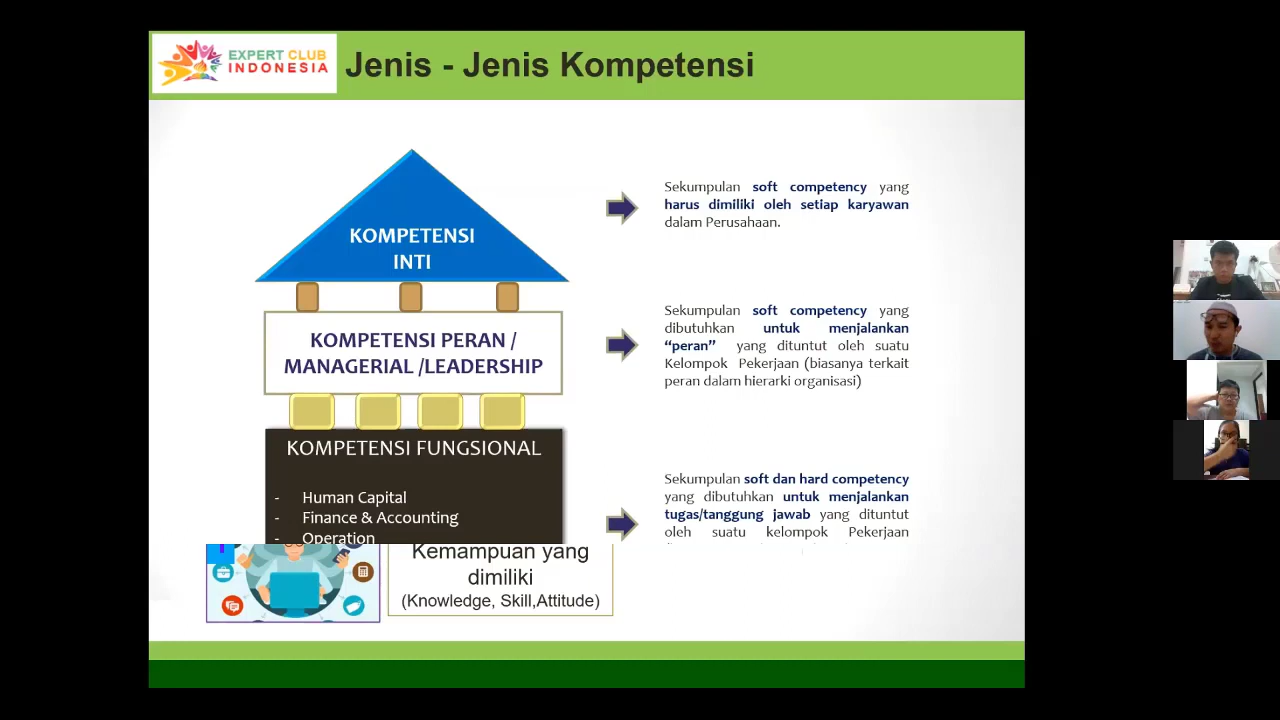 EXPERT CLUB
INDONESIA
Jenis - Jenis Kompetensi
KOMPETENSI
INTI
Sekumpulan soft competency yang
harus dimiliki oleh setiap karyawan
dalam Perusahaan.
KOMPETENSI PERAN /
MANAGERIAL /LEADERSHIP
Sekumpulan soft competency yang
dibutuhkan untuk menjalankan
“peran” yang dituntut oleh suatu
Kelompok Pekerjaan (biasanya terkait
peran dalam hierarki organisasi)
KOMPETENSI FUNGSIONAL
- Human Capital
- Finance & Accounting
- Operation
Sekumpulan soft dan hard competency
yang dibutuhkan untuk menjalankan
tugas/tanggung jawab yang dituntut
oleh suatu kelompok Pekerjaan
Kemampuan yang
dimiliki
(Knowledge, Skill,Attitude)